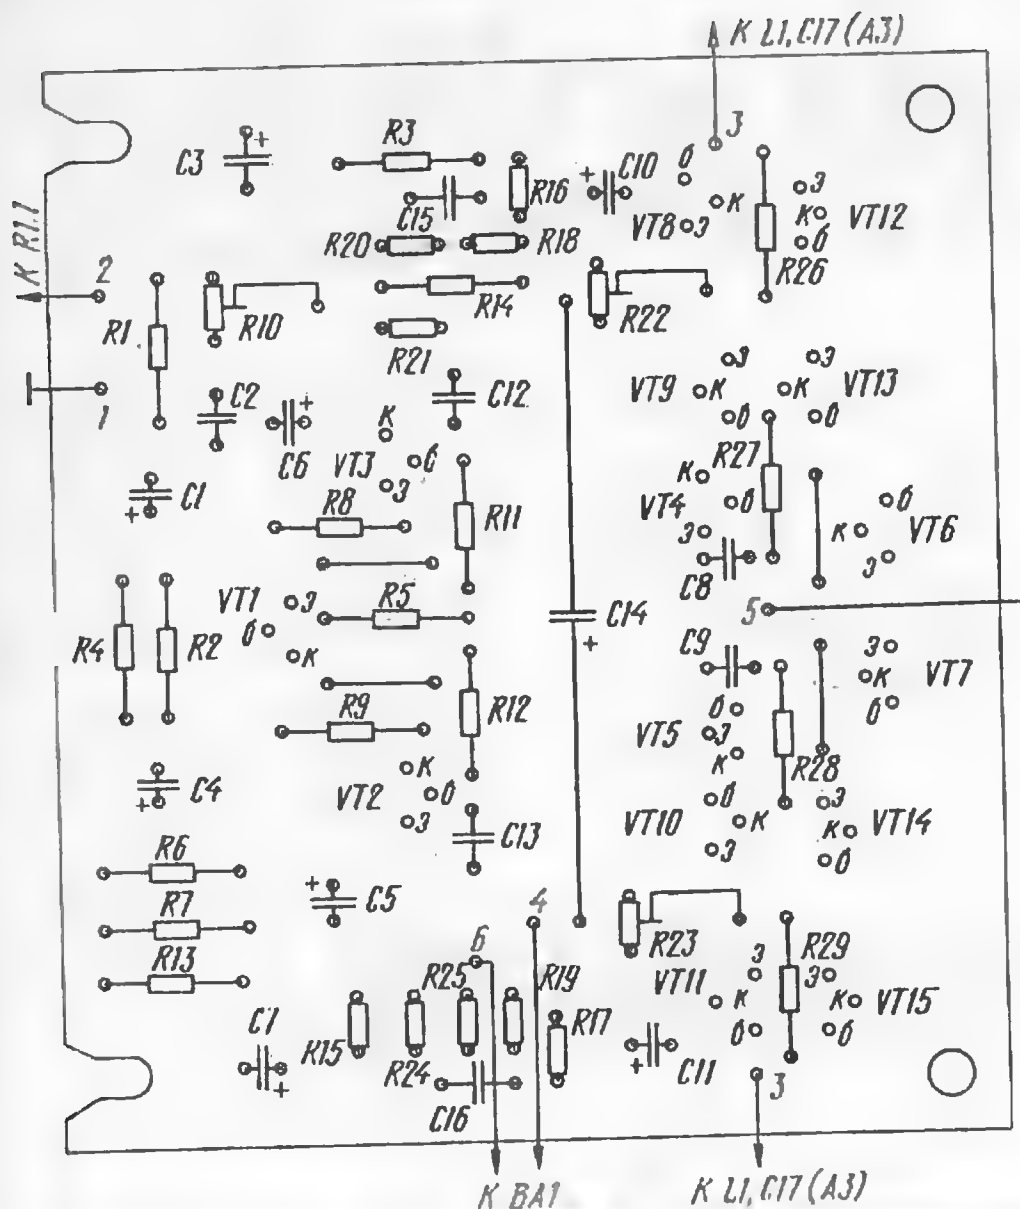 К L1, C17 (A3)
3
R3
C3
б
C10
R16
К R1.1
C15
к
э
VT8
э
к
VT12
б
R20
R18
2
R26
R1
R10
R14
R22
R21
э
э
VT9
к
к
VT13
C2
C12
1
б
б
к
R27
C6
VT3
б
к
C1
э
VT4
б
б
R8
R11
э
к
VT6
э
C8
VT1
э
R5
5
б
C14
R4
R2
к
C9
э
к
VT7
R9
R12
б
б
VT5
э
к
R28
к
C4
VT2
б
б
э
э
VT10
к
к
VT14
C13
э
б
R6
C5
4
R7
R23
6
R29
R13
R25
R19
э
э
VT11
к
к
VT15
C7
R17
б
б
R15
R24
C11
3
C16
К BA1
К L1, C17 (A3)